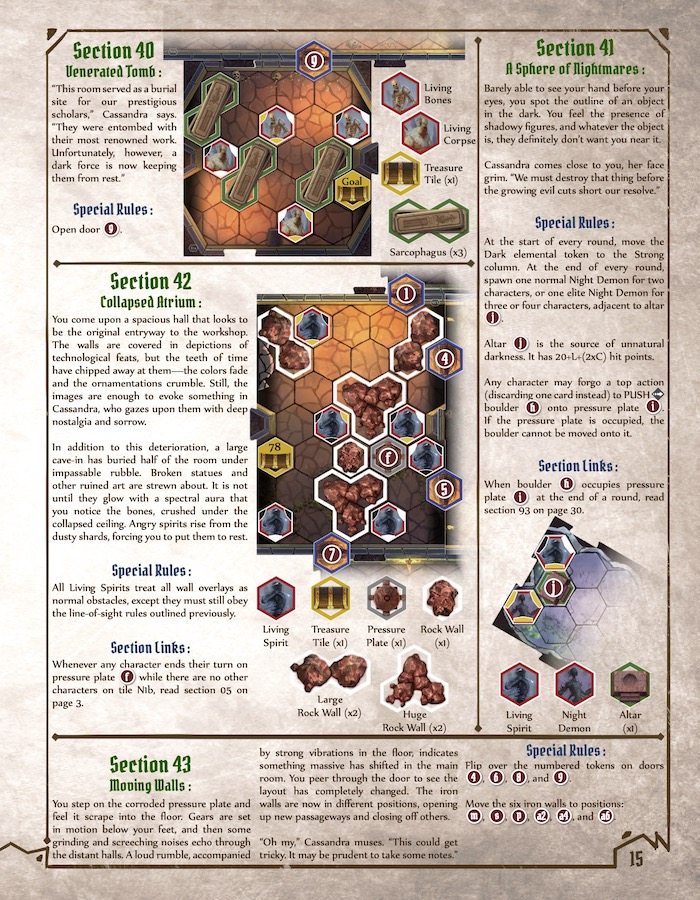 Section 40
Venerated Tomb:
"This room served as a burial
site for our prestigious
scholars," Cassandra says.
"They were entombed with
their most renowned work.
Unfortunately, however, a
dark force is now keeping
them from rest."
Special Rules:
Open door 9.
9
Goal
Living
Bones
Living
Corpse
Treasure
Tile (x1)
Sarcophagus (x3)
Section 41
A Sphere of Nightmares:
Barely able to see your hand before your
eyes, you spot the outline of an object
in the dark. You feel the presence of
shadowy figures, and whatever the object
is, they definitely don't want you near it.
Cassandra comes close to you, her face
grim. "We must destroy that thing before
the growing evil cuts short our resolve."
Special Rules:
At the start of every round, move the
Dark elemental token to the Strong
column. At the end of every round,
spawn one normal Night Demon for two
characters, or one elite Night Demon for
three or four characters, adjacent to altar
j.
Altar j is the source of unnatural
darkness. It has 20+L+(2xC) hit points.
Any character may forgo a top action
(discarding one card instead) to PUSH
boulder h onto pressure plate i.
If the pressure plate is occupied, the
boulder cannot be moved onto it.
Section Links:
When boulder h occupies pressure
plate i at the end of a round, read
section 93 on page 30.
j
Living
Spirit
Night
Demon
Altar
(x1)
Section 42
Collapsed Atrium:
You come upon a spacious hall that looks to
be the original entryway to the workshop.
The walls are covered in depictions of
technological feats, but the teeth of time
have chipped away at them—the colors fade
and the ornamentations crumble. Still, the
images are enough to evoke something in
Cassandra, who gazes upon them with deep
nostalgia and sorrow.
In addition to this deterioration, a large
cave-in has buried half of the room under
impassable rubble. Broken statues and
other ruined art are strewn about. It is not
until they glow with a spectral aura that
you notice the bones, crushed under the
collapsed ceiling. Angry spirits rise from the
dusty shards, forcing you to put them to rest.
Special Rules:
All Living Spirits treat all wall overlays as
normal obstacles, except they must still obey
the line-of-sight rules outlined previously.
Section Links:
Whenever any character ends their turn on
pressure plate f while there are no other
characters on tile N1b, read section 05 on
page 3.
1
4
78
f
5
7
Living
Spirit
Treasure
Tile (x1)
Pressure
Plate (x1)
Rock Wall
(x1)
Large
Rock Wall (x2)
Huge
Rock Wall (x2)
Section 43
Moving Walls:
You step on the corroded pressure plate and
feel it scrape into the floor. Gears are set
in motion below your feet, and then some
grinding and screeching noises echo through
the distant halls. A loud rumble, accompanied
by strong vibrations in the floor, indicates
something massive has shifted in the main
room. You peer through the door to see the
layout has completely changed. The iron
walls are now in different positions, opening
up new passageways and closing off others.
"Oh my," Cassandra muses. "This could get
tricky. It may be prudent to take some notes."
Special Rules:
Flip over the numbered tokens on doors
4, 6, 8, and 9.
Move the six iron walls to positions:
m, s, p, a2, a4, and a6
15